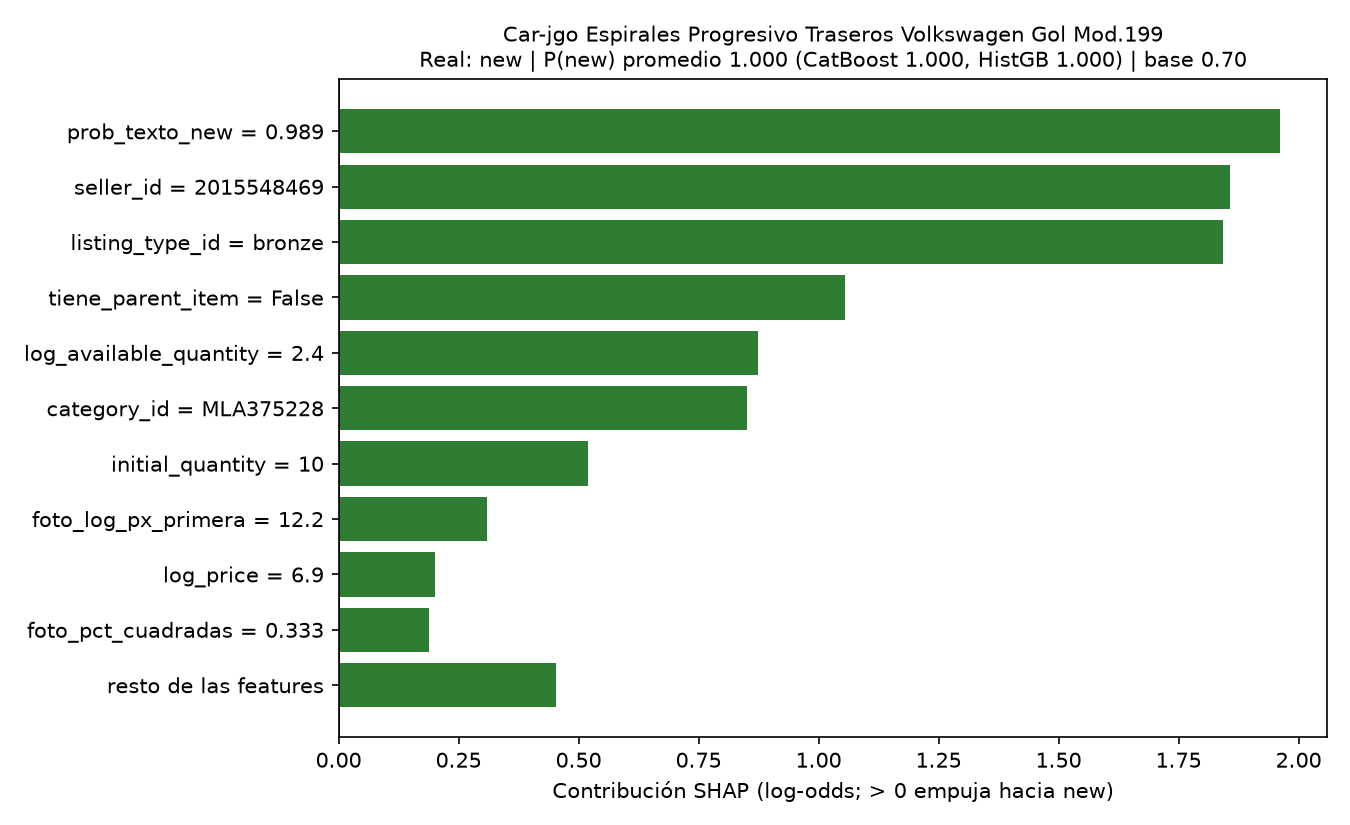 Car-jgo Espirales Progresivo Traseros Volkswagen Gol Mod.199
Real: new | P(new) promedio 1.000 (CatBoost 1.000, HistGB 1.000) | base 0.70
prob_texto_new = 0.989
seller_id = 2015548469
listing_type_id = bronze
tiene_parent_item = False
log_available_quantity = 2.4
category_id = MLA375228
initial_quantity = 10
foto_log_px_primera = 12.2
log_price = 6.9
foto_pct_cuadradas = 0.333
resto de las features
0.00 0.25 0.50 0.75 1.00 1.25 1.50 1.75 2.00
Contribución SHAP (log-odds; > 0 empuja hacia new)